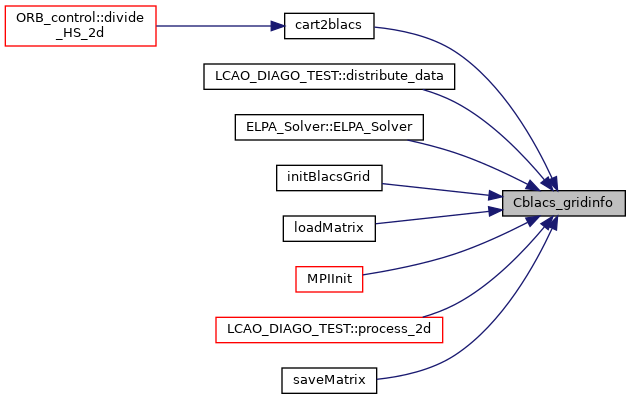 ORB_control::divide
_HS_2d
cart2blacs
LCAO_DIAGO_TEST::distribute_data
ELPA_Solver::ELPA_Solver
initBlacsGrid
Cblacs_gridinfo
loadMatrix
MPIInit
LCAO_DIAGO_TEST::process_2d
saveMatrix